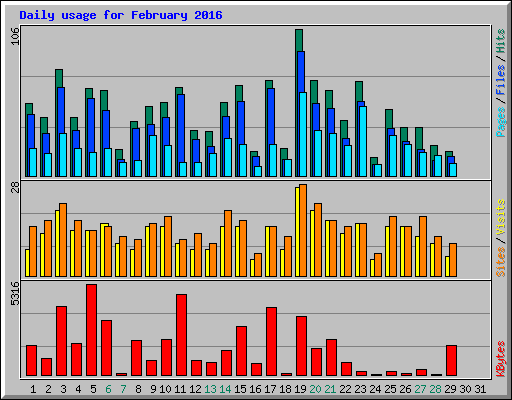 Daily usage for February 2016
106
Pages / Files / Hits
28
Sites / Visits
5316
KBytes
1 2 3 4 5 6 7 8 9 10 11 12 13 14 15 16 17 18 19 20 21 22 23 24 25 26 27 28 29 30 31